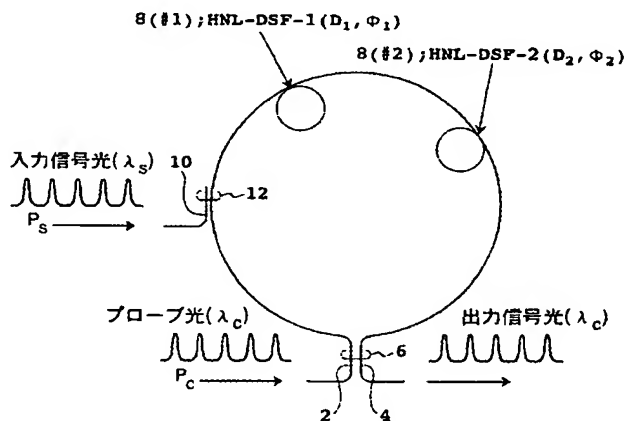 8(#1);HNL-DSF-1(D₁,Φ₁)
8(#2);HNL-DSF-2(D₂,Φ₂)
入力信号光(λS)
10
12
PS
プローブ光(λC)
出力信号光(λC)
6
PC
2
4